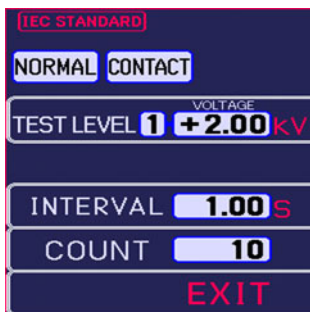 IEC STANDARD
NORMAL CONTACT
VOLTAGE
TEST LEVEL 1 +2.00 kV
INTERVAL 1.00 S
COUNT 10
EXIT